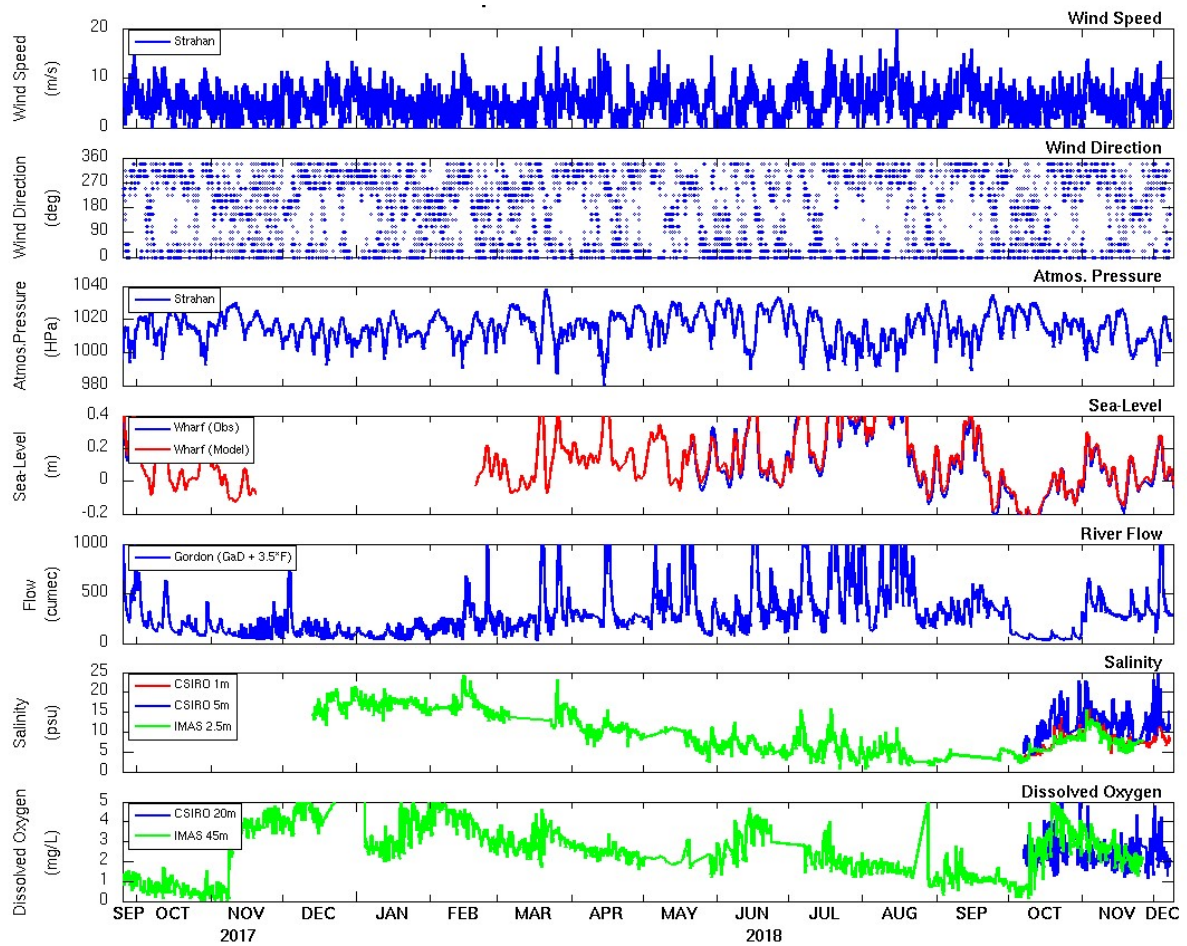 Wind Speed
Wind Speed
(m/s)
20
10
0
Strahan
Wind Direction
Wind Direction
(deg)
360
270
180
90
0
Atmos. Pressure
Atmos.Pressure
(HPa)
1040
1020
1000
980
Strahan
Sea-Level
Sea-Level
(m)
0.4
0.2
0
-0.2
Wharf (Obs)
Wharf (Model)
River Flow
Flow
(cumec)
1000
500
0
Gordon (GaD + 3.5*F)
Salinity
Salinity
(psu)
25
20
15
10
5
0
CSIRO 1m
CSIRO 5m
IMAS 2.5m
Dissolved Oxygen
Dissolved Oxygen
(mg/L)
5
4
3
2
1
0
CSIRO 20m
IMAS 45m
SEP OCT NOV DEC JAN FEB MAR APR MAY JUN JUL AUG SEP OCT NOV DEC
2017 2018